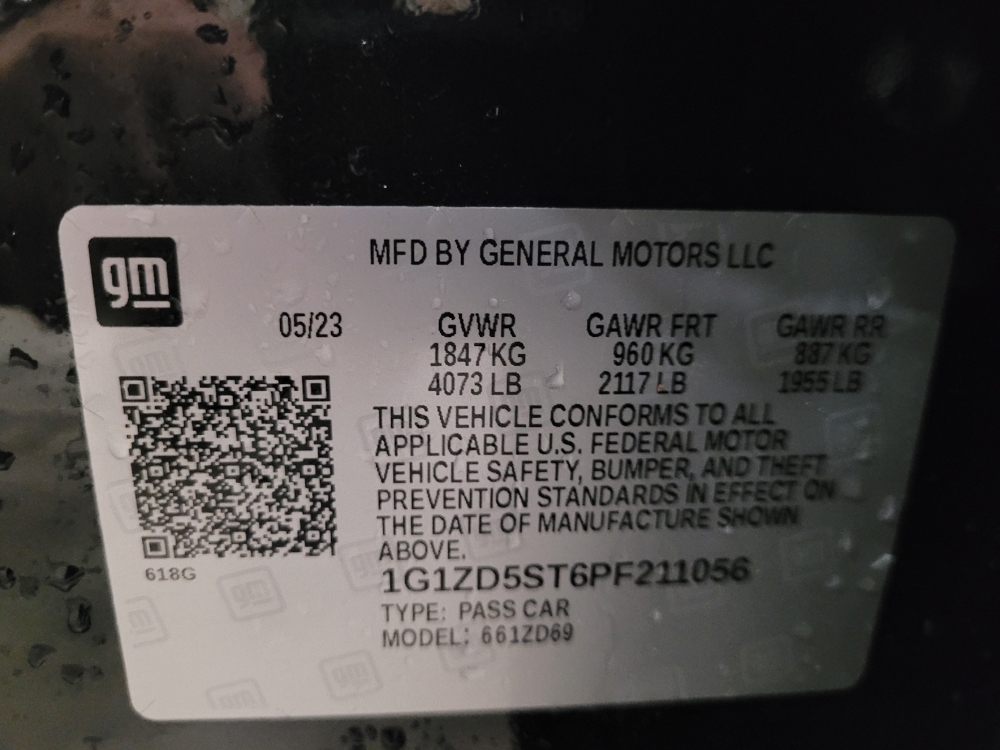 gm
MFD BY GENERAL MOTORS LLC
05/23 GVWR GAWR FRT GAWR RR
1847 KG 960 KG 887 KG
4073 LB 2117 LB 1955 LB
THIS VEHICLE CONFORMS TO ALL
APPLICABLE U.S. FEDERAL MOTOR
VEHICLE SAFETY, BUMPER, AND THEFT
PREVENTION STANDARDS IN EFFECT ON
THE DATE OF MANUFACTURE SHOWN
ABOVE.
618G
1G1ZD5ST6PF211056
TYPE: PASS CAR
MODEL: 661ZD69